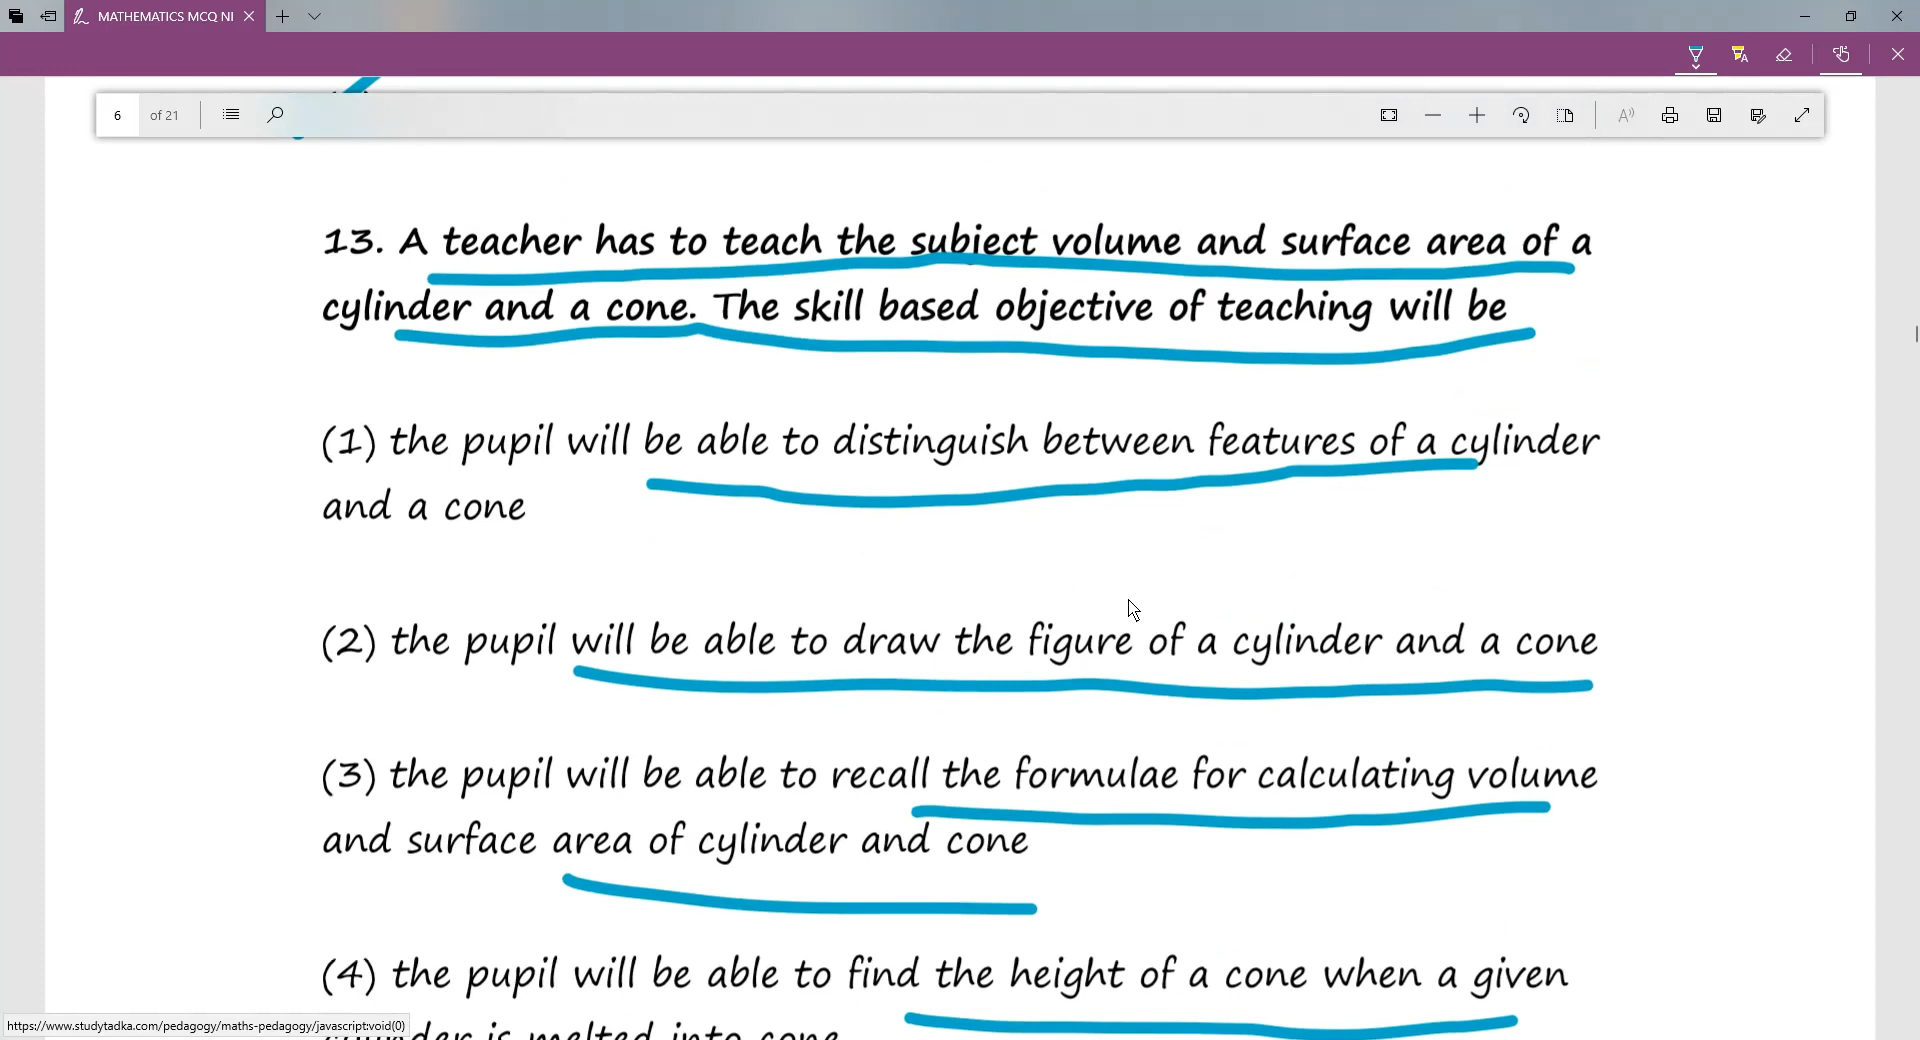 MATHEMATICS MCQ NI
6 of 21
13. A teacher has to teach the subject volume and surface area of a
cylinder and a cone. The skill based objective of teaching will be
(1) the pupil will be able to distinguish between features of a cylinder
and a cone
(2) the pupil will be able to draw the figure of a cylinder and a cone
(3) the pupil will be able to recall the formulae for calculating volume
and surface area of cylinder and cone
(4) the pupil will be able to find the height of a cone when a given
https://www.studytadka.com/pedagogy/maths-pedagogy/javascript:void(0)
is melted into cone